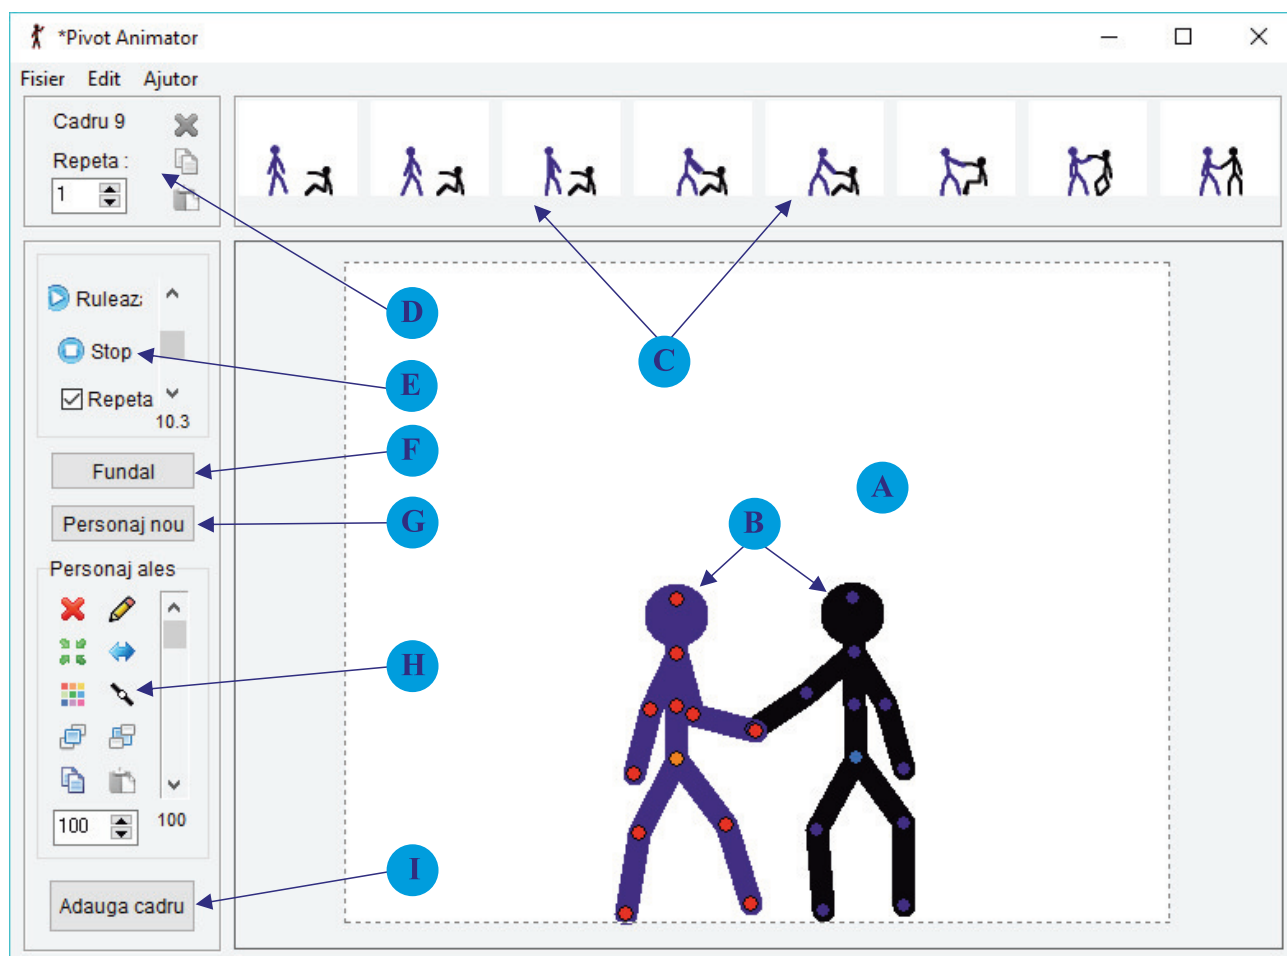 *Pivot Animator
Fisier Edit Ajutor
Cadru 9
Repeta :
1
Ruleaz
Stop
Repeta
10.3
Fundal
Personaj nou
Personaj ales
100
100
Adauga cadru
D
E
F
G
H
I
C
A
B